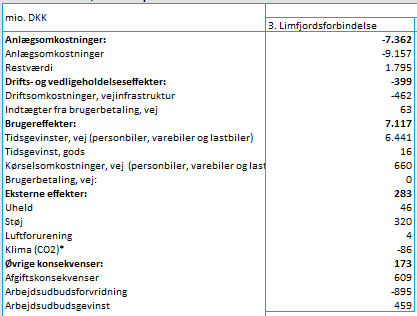 mio. DKK
3. Limfjordsforbindelse
Anlægsomkostninger: -7.362
Anlægsomkostninger -9.157
Restværdi 1.795
Drifts- og vedligeholdelseseffekter: -399
Driftsomkostninger, vejinfrastruktur -462
Indtægter fra brugerbetaling, vej 63
Brugereffekter: 7.117
Tidsgevinster, vej (personbiler, varebiler og lastbiler) 6.441
Tidsgevinst, gods 16
Kørselsomkostninger, vej (personbiler, varebiler og last 660
Brugerbetaling, vej: 0
Eksterne effekter: 283
Uheld 46
Støj 320
Luftforurening 4
Klima (CO2)* -86
Øvrige konsekvenser: 173
Afgiftskonsekvenser 609
Arbejdsudbudsforvridning -895
Arbejdsudbudsgevinst 459